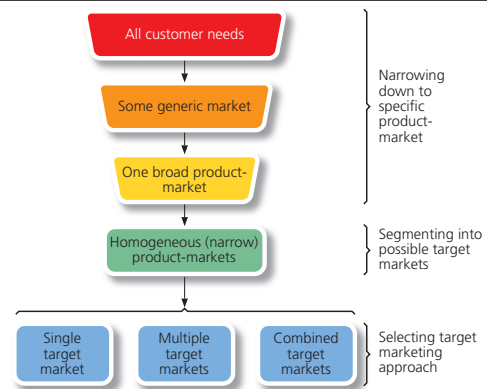 All customer needs
Some generic market
One broad product-
market
Homogeneous (narrow)
product-markets
Single
target
market
Multiple
target
markets
Combined
target
markets
Narrowing
down to
specific
product-
market
Segmenting into
possible target
markets
Selecting target
marketing
approach